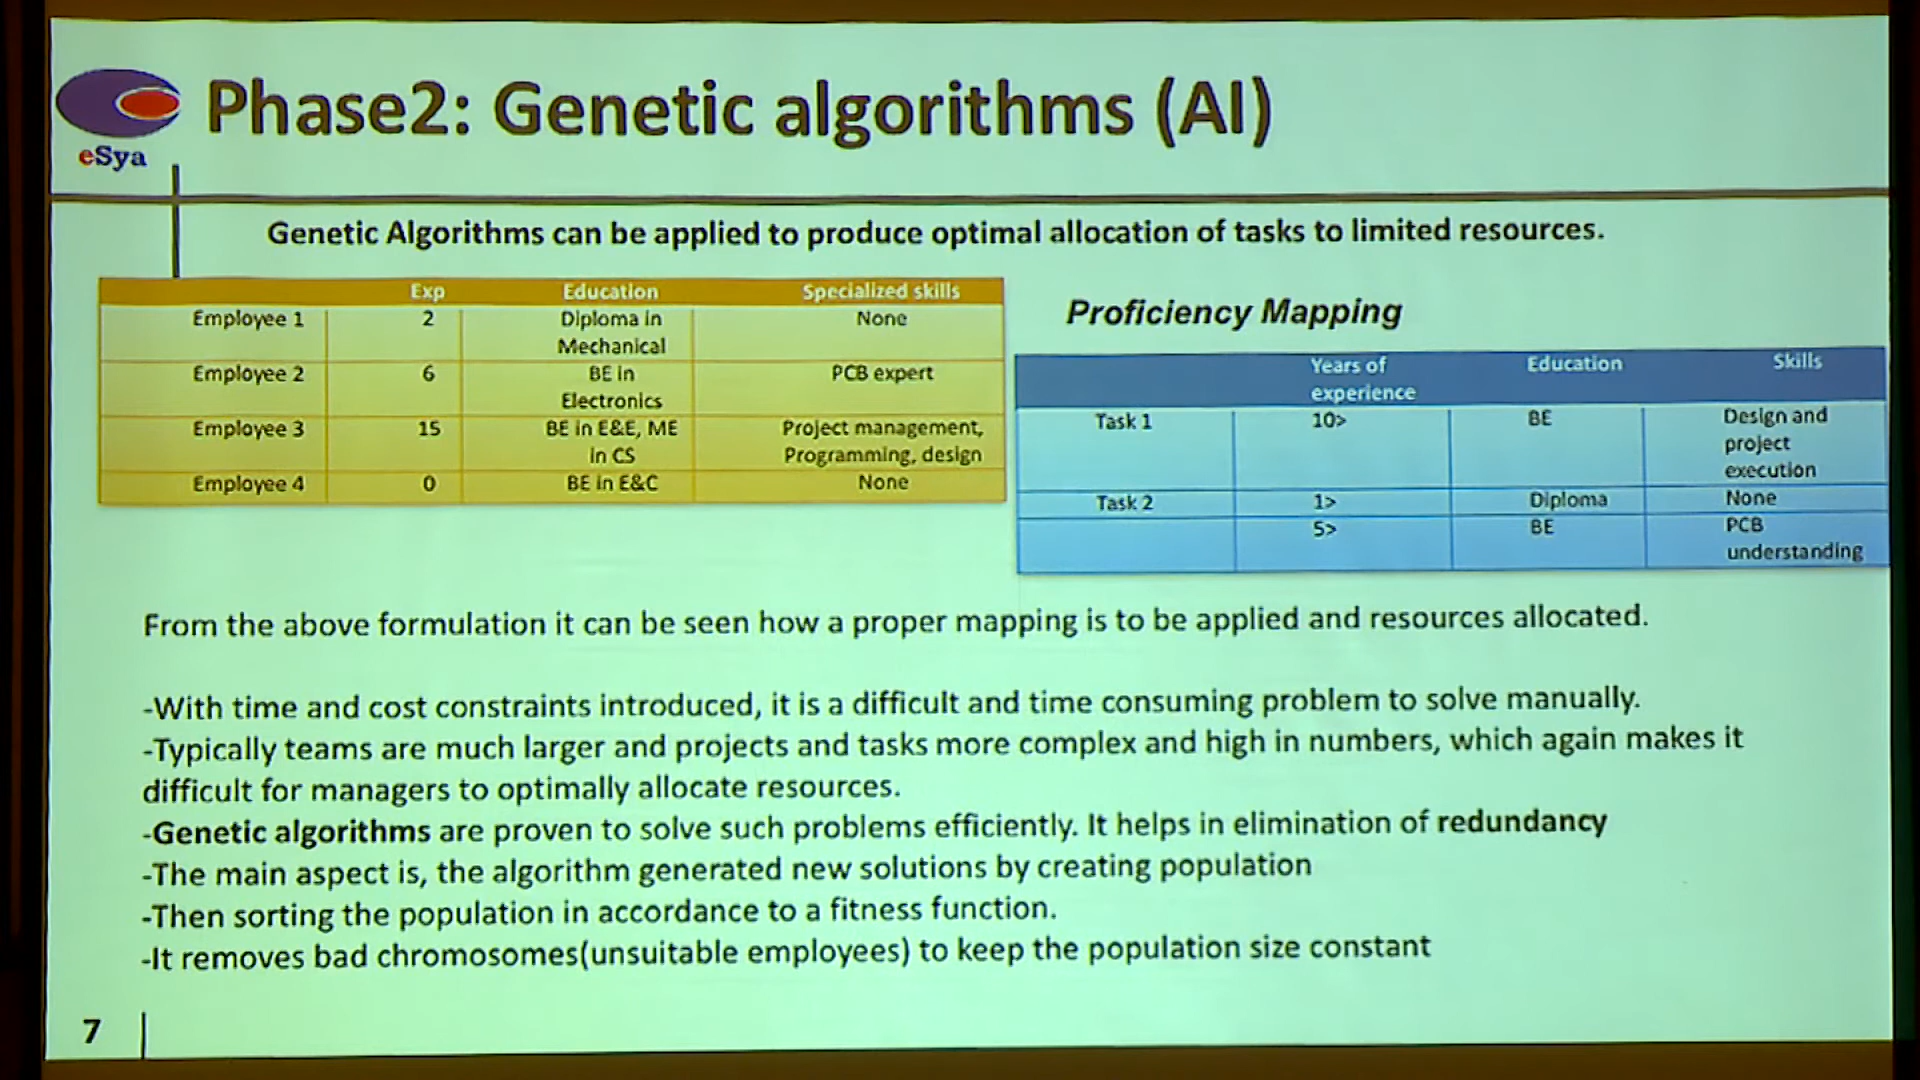 eSya
Phase2: Genetic algorithms (AI)
Genetic Algorithms can be applied to produce optimal allocation of tasks to limited resources.
Exp Education Specialized skills
Employee 1 2 Diploma in None
Mechanical
Employee 2 6 BE in PCB expert
Electronics
Employee 3 15 BE in E&E, ME Project management,
in CS Programming, design
Employee 4 0 BE in E&C None
Proficiency Mapping
Years of Education Skills
experience
Task 1 10> BE Design and
project
execution
Task 2 1> Diploma None
5> BE PCB
understanding
From the above formulation it can be seen how a proper mapping is to be applied and resources allocated.
-With time and cost constraints introduced, it is a difficult and time consuming problem to solve manually.
-Typically teams are much larger and projects and tasks more complex and high in numbers, which again makes it
difficult for managers to optimally allocate resources.
-Genetic algorithms are proven to solve such problems efficiently. It helps in elimination of redundancy
-The main aspect is, the algorithm generated new solutions by creating population
-Then sorting the population in accordance to a fitness function.
-It removes bad chromosomes(unsuitable employees) to keep the population size constant
7